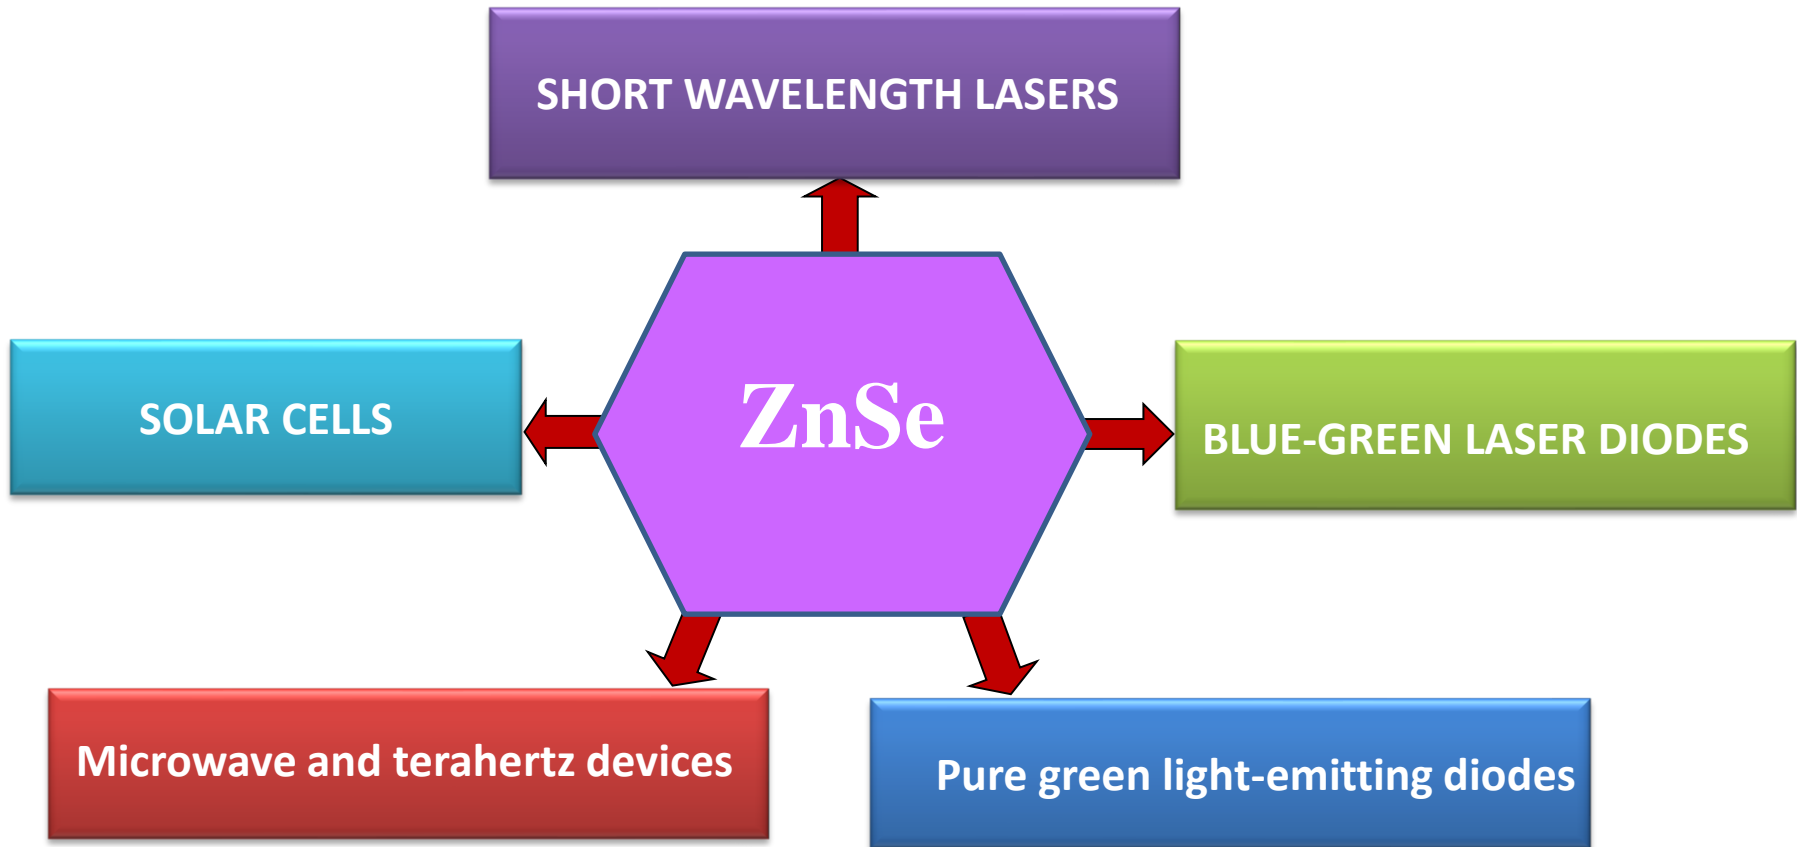 SHORT WAVELENGTH LASERS
SOLAR CELLS
ZnSe
BLUE-GREEN LASER DIODES
Microwave and terahertz devices
Pure green light-emitting diodes